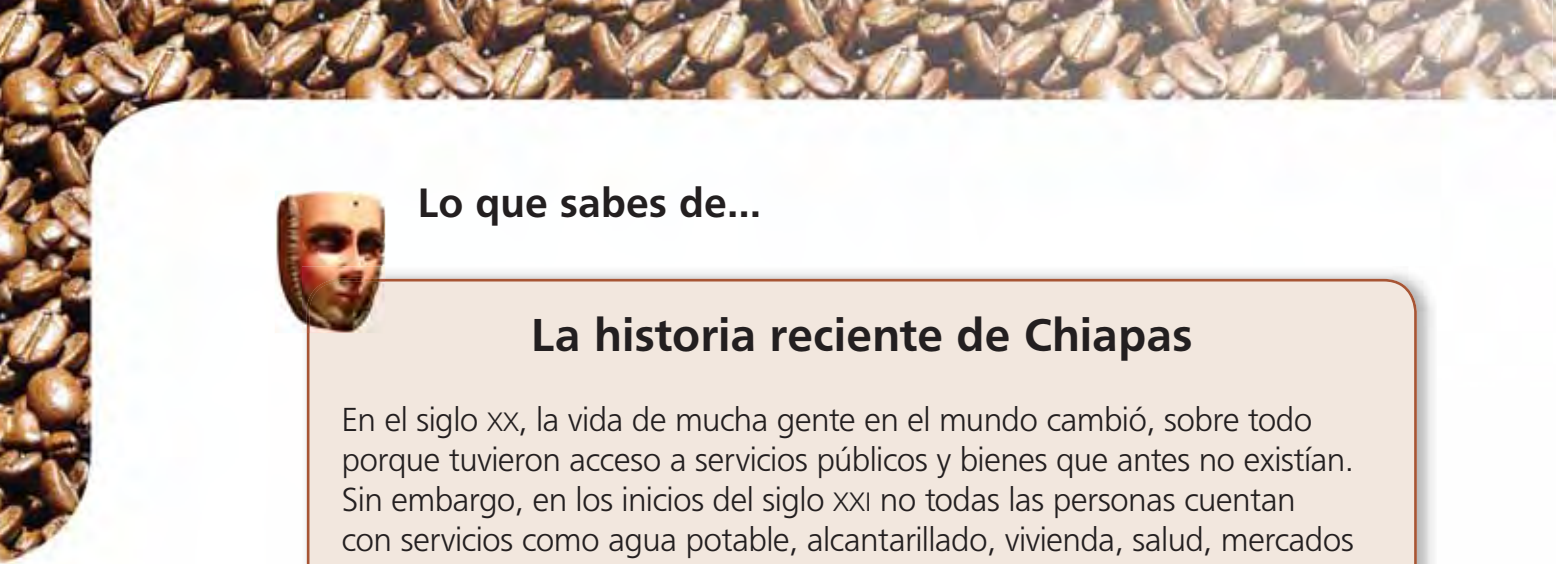 Lo que sabes de...
La historia reciente de Chiapas
En el siglo XX, la vida de mucha gente en el mundo cambió, sobre todo
porque tuvieron acceso a servicios públicos y bienes que antes no existían.
Sin embargo, en los inicios del siglo XXI no todas las personas cuentan
con servicios como agua potable, alcantarillado, vivienda, salud, mercados